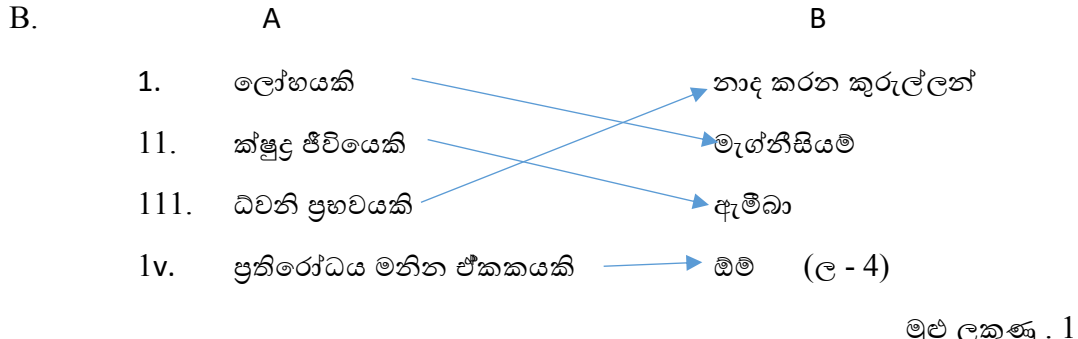 B. A B
1. ලෝහයකි නාද කරන කුරුල්ලන්
11. ක්ෂුද්‍ර ජීවියෙකි මැග්නීසියම්
111. ධ්වනි ප්‍රභවයකි ඇමීබා
1v. ප්‍රතිරෝධය මනින ඒකකයකි ඕම් (ල - 4)
මුළු ලකුණු . 1